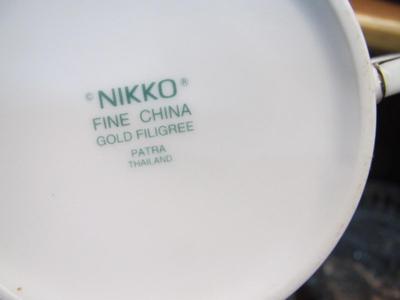 © NIKKO ®
FINE CHINA
GOLD FILIGREE
PATRA
THAILAND